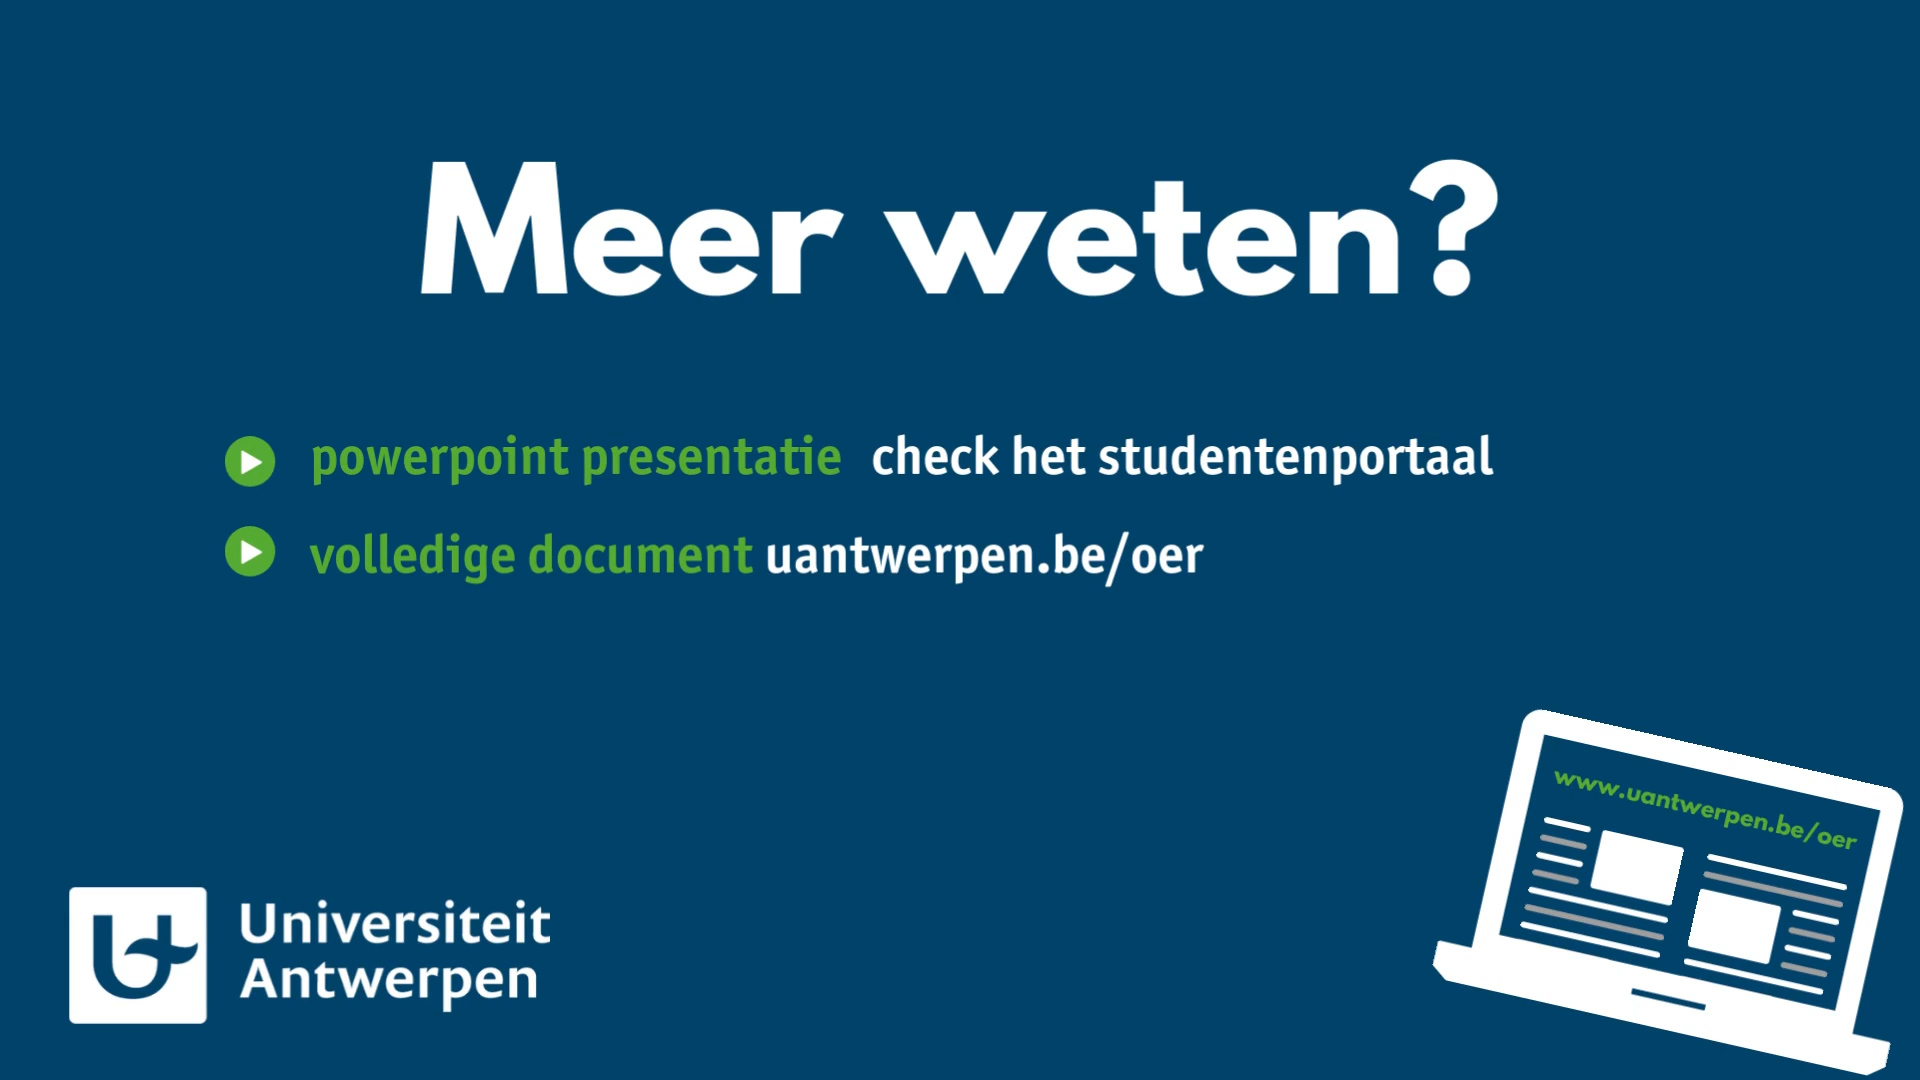 Meer weten?
powerpoint presentatie check het studentenportaal
volledige document uantwerpen.be/oer
www.uantwerpen.be/oer
Universiteit
Antwerpen